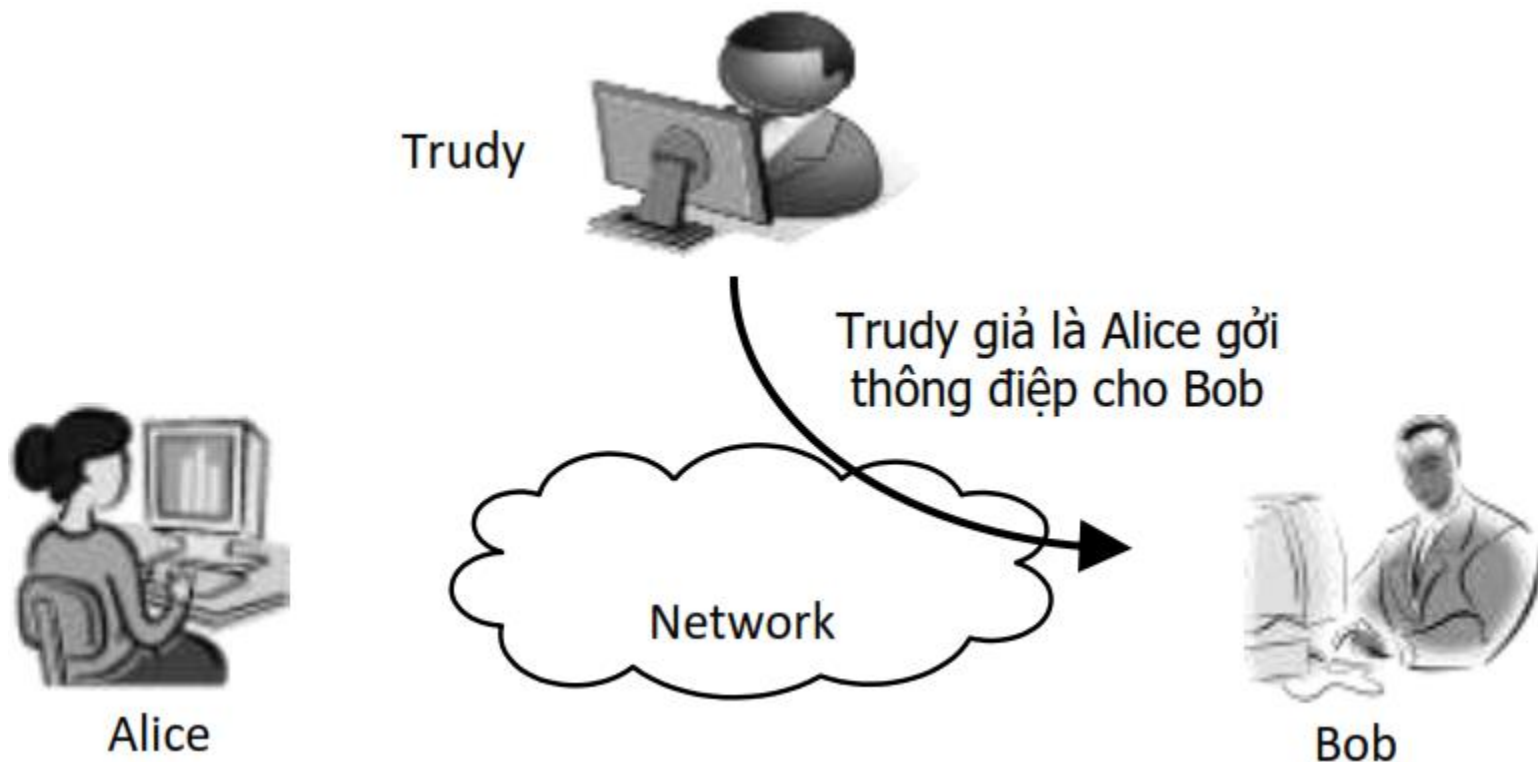 Trudy
Trudy giả là Alice gởi
thông điệp cho Bob
Network
Alice
Bob